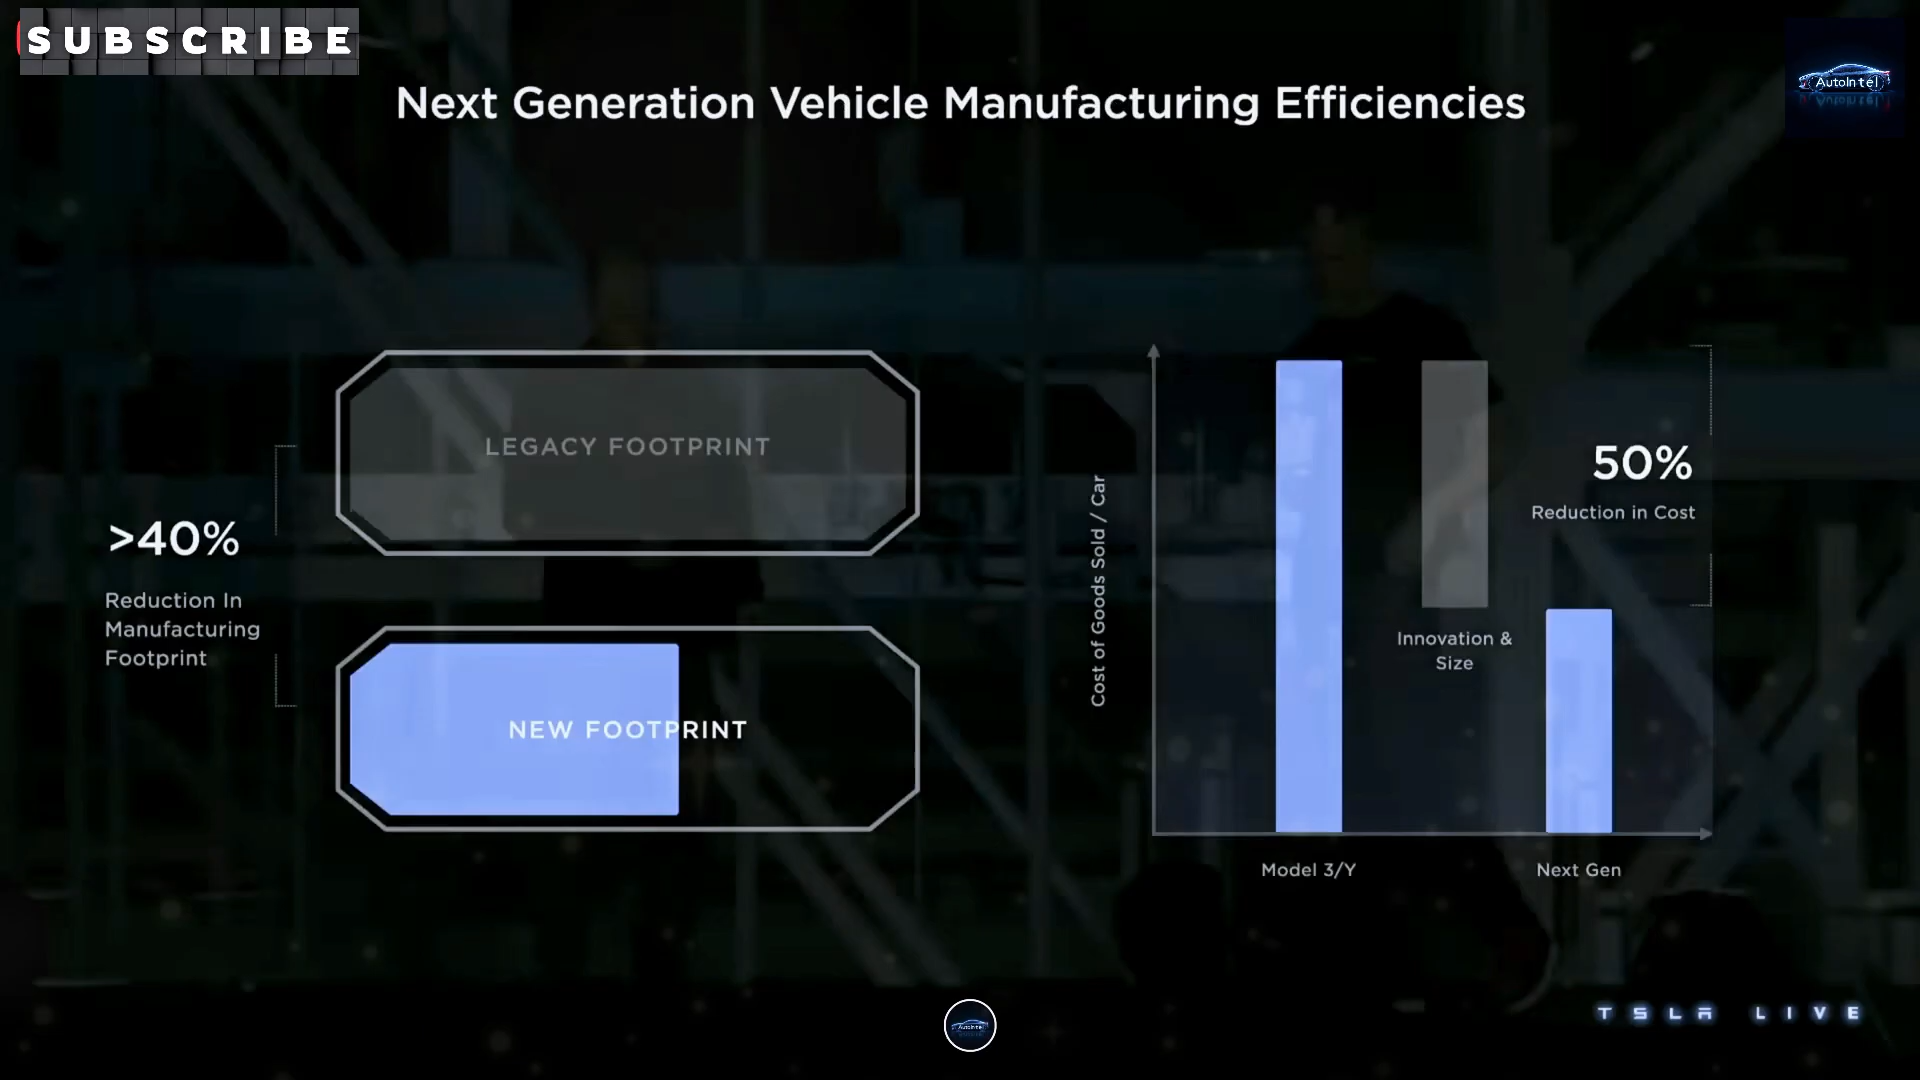 SUBSCRIBE
AutoIntel
Next Generation Vehicle Manufacturing Efficiencies
LEGACY FOOTPRINT
>40%
Reduction In
Manufacturing
Footprint
NEW FOOTPRINT
Cost of Goods Sold / Car
50%
Reduction in Cost
Innovation &
Size
Model 3/Y
Next Gen
AutoIntel
TSLA LIVE